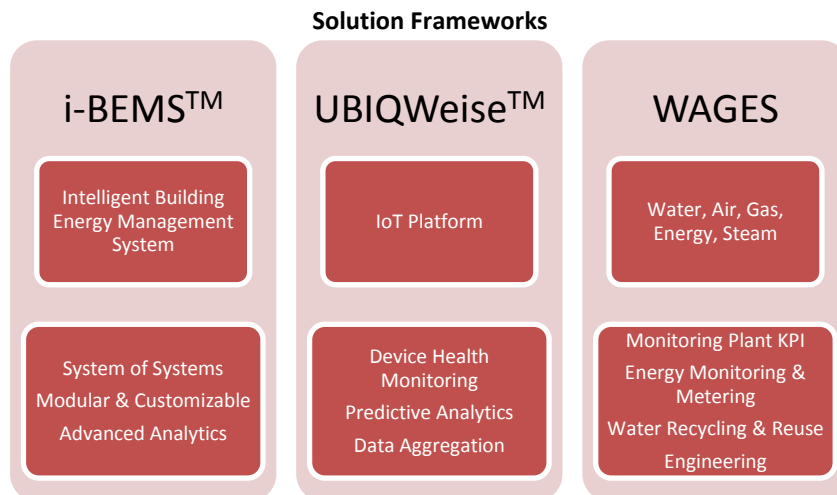 Solution Frameworks
i-BEMS™
Intelligent Building
Energy Management
System
System of Systems
Modular & Customizable
Advanced Analytics
UBIQWeise™
IoT Platform
Device Health
Monitoring
Predictive Analytics
Data Aggregation
WAGES
Water, Air, Gas,
Energy, Steam
Monitoring Plant KPI
Energy Monitoring &
Metering
Water Recycling & Reuse
Engineering